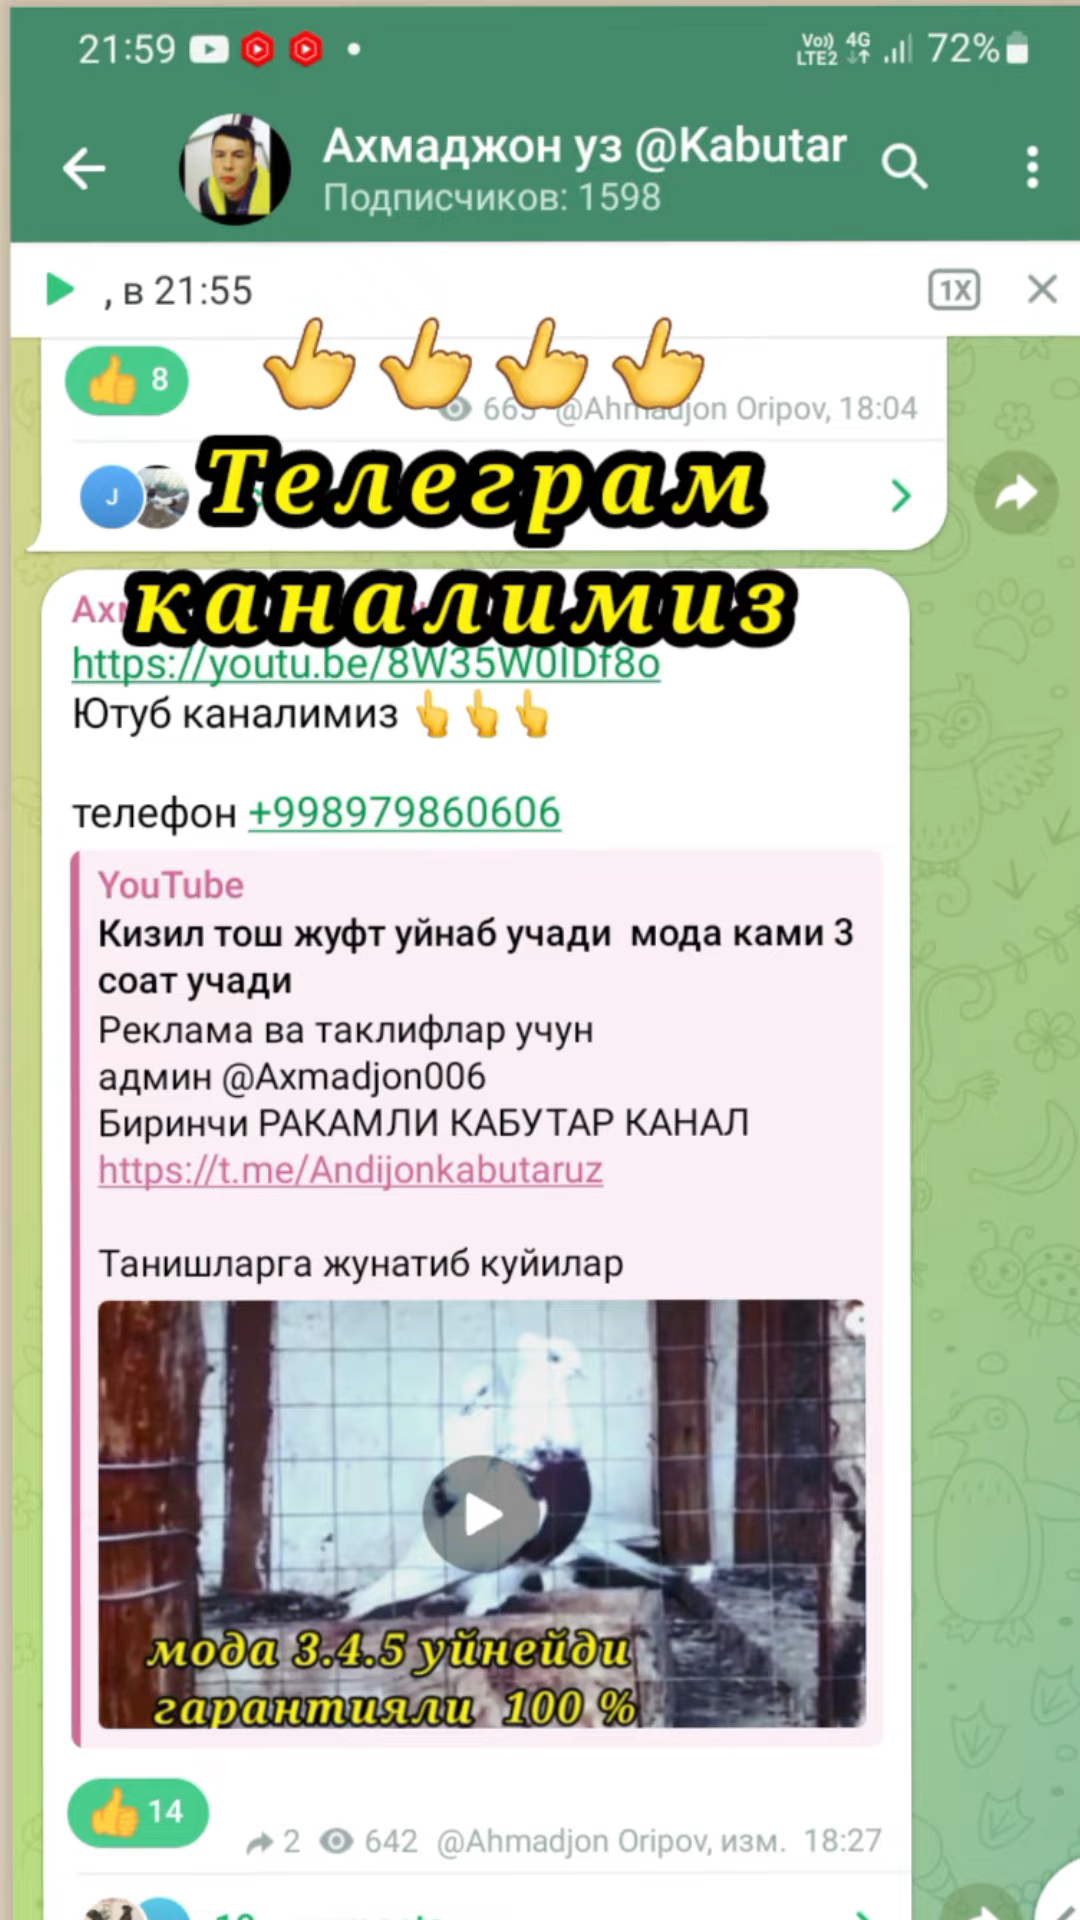 21:59
Vo)) LTE2 4G 72%
Ахмаджон уз @Kabutar
Подписчиков: 1598
, в 21:55
1X
8
@Ahmadjon Oripov, 18:04
J
Телеграм
каналимиз
https://youtu.be/8W35W0IDf8o
Ютуб каналимиз
телефон +998979860606
YouTube
Кизил тош жуфт уйнаб учади мода ками 3
соат учади
Реклама ва таклифлар учун
админ @Axmadjon006
Биринчи РАКАМЛИ КАБУТАР КАНАЛ
https://t.me/Andijonkabutaruz
Танишларга жунатиб куйилар
мода 3.4.5 уйнейди
гарантияли 100 %
14
2 642 @Ahmadjon Oripov, изм. 18:27